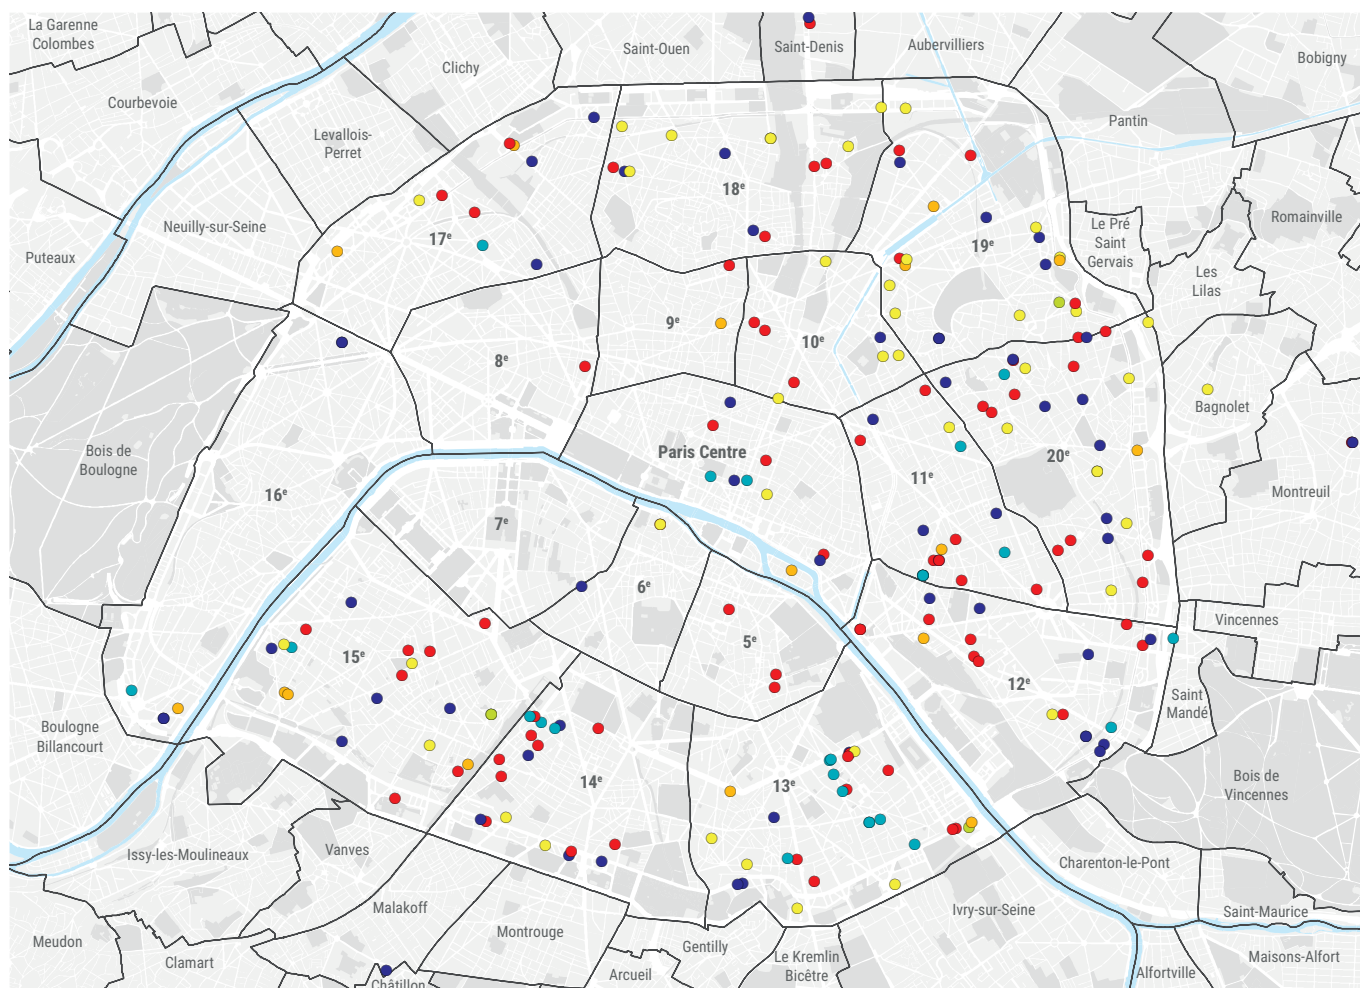 La Garenne
Colombes
Saint-Ouen
Saint-Denis
Aubervilliers
Bobigny
Clichy
Courbevoie
Levallois-
Perret
Pantin
18ᵉ
Neuilly-sur-Seine
17ᵉ
19ᵉ
Le Pré
Saint
Gervais
Romainville
Puteaux
Les
Lilas
9ᵉ
10ᵉ
8ᵉ
Bagnolet
Bois de
Boulogne
Paris Centre
20ᵉ
11ᵉ
16ᵉ
Montreuil
7ᵉ
6ᵉ
Vincennes
5ᵉ
15ᵉ
12ᵉ
Saint
Mandé
Boulogne
Billancourt
14ᵉ
13ᵉ
Bois de
Vincennes
Issy-les-Moulineaux
Vanves
Charenton-le-Pont
Malakoff
Ivry-sur-Seine
Saint-Maurice
Montrouge
Meudon
Gentilly
Clamart
Le Kremlin
Bicêtre
Maisons-Alfort
Arcueil
Alfortville
Châtillon